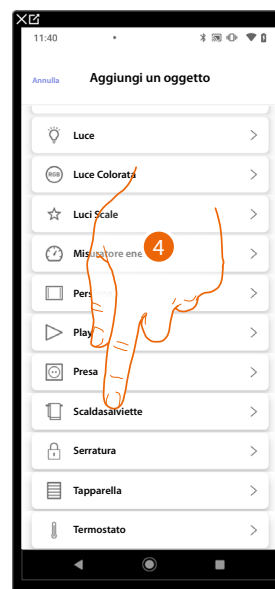 11:40
Annulla Aggiungi un oggetto
Luce
RGB Luce Colorata
Luci Scale
Misuratore ene
4
Pers
Play
Presa
Scaldasalviette
Serratura
Tapparella
Termostato